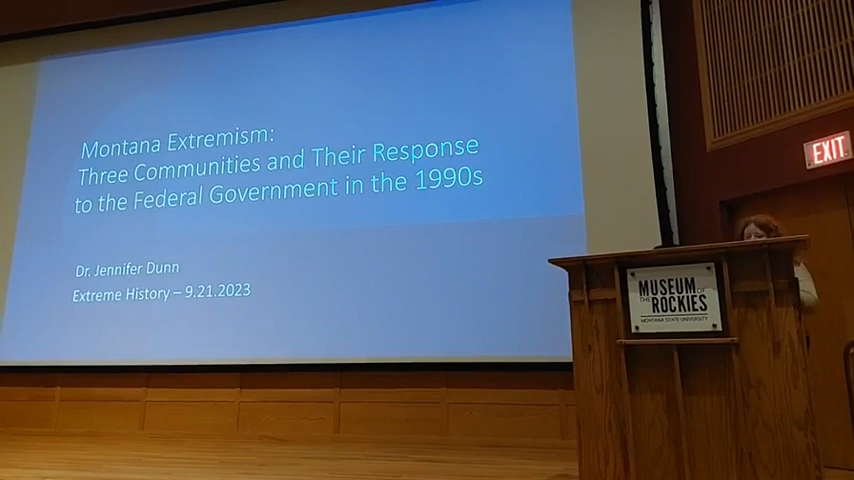 Montana Extremism:
Three Communities and Their Response
to the Federal Government in the 1990s
Dr. Jennifer Dunn
Extreme History – 9.21.2023
EXIT
MUSEUM OF
THE ROCKIES
MONTANA STATE UNIVERSITY